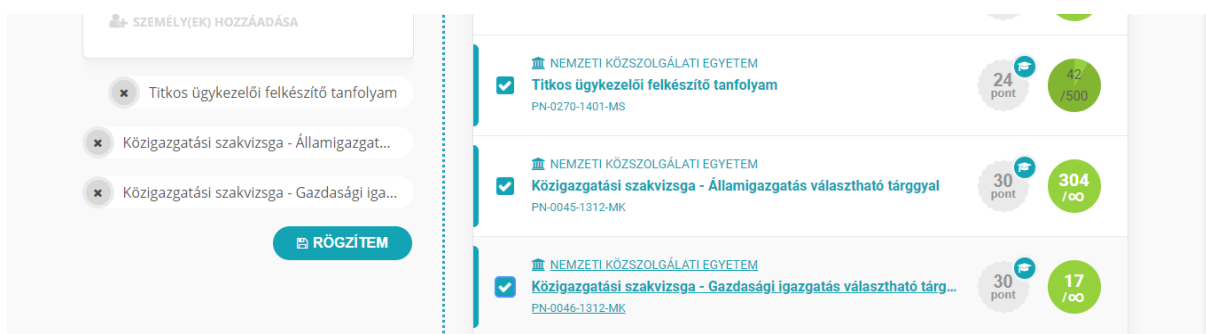 SZEMÉLY(EK) HOZZÁADÁSA
Titkos ügykezelői felkészítő tanfolyam
Közigazgatási szakvizsga - Államigazgat...
Közigazgatási szakvizsga - Gazdasági iga...
RÖGZÍTEM
NEMZETI KÖZSZOLGÁLATI EGYETEM
Titkos ügykezelői felkészítő tanfolyam
PN-0270-1401-MS
24
pont
42
/500
NEMZETI KÖZSZOLGÁLATI EGYETEM
Közigazgatási szakvizsga - Államigazgatás választható tárggyal
PN-0045-1312-MK
30
pont
304
/∞
NEMZETI KÖZSZOLGÁLATI EGYETEM
Közigazgatási szakvizsga - Gazdasági igazgatás választható tárg...
PN-0046-1312-MK
30
pont
17
/∞